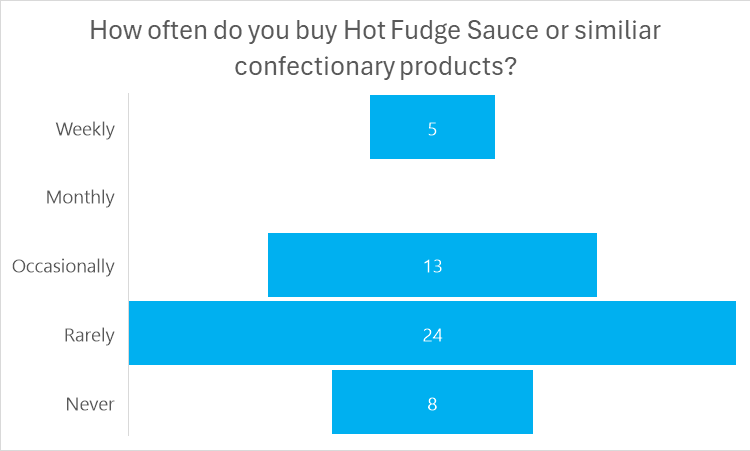 How often do you buy Hot Fudge Sauce or similiar
confectionary products?
Weekly 5
Monthly
Occasionally 13
Rarely 24
Never 8